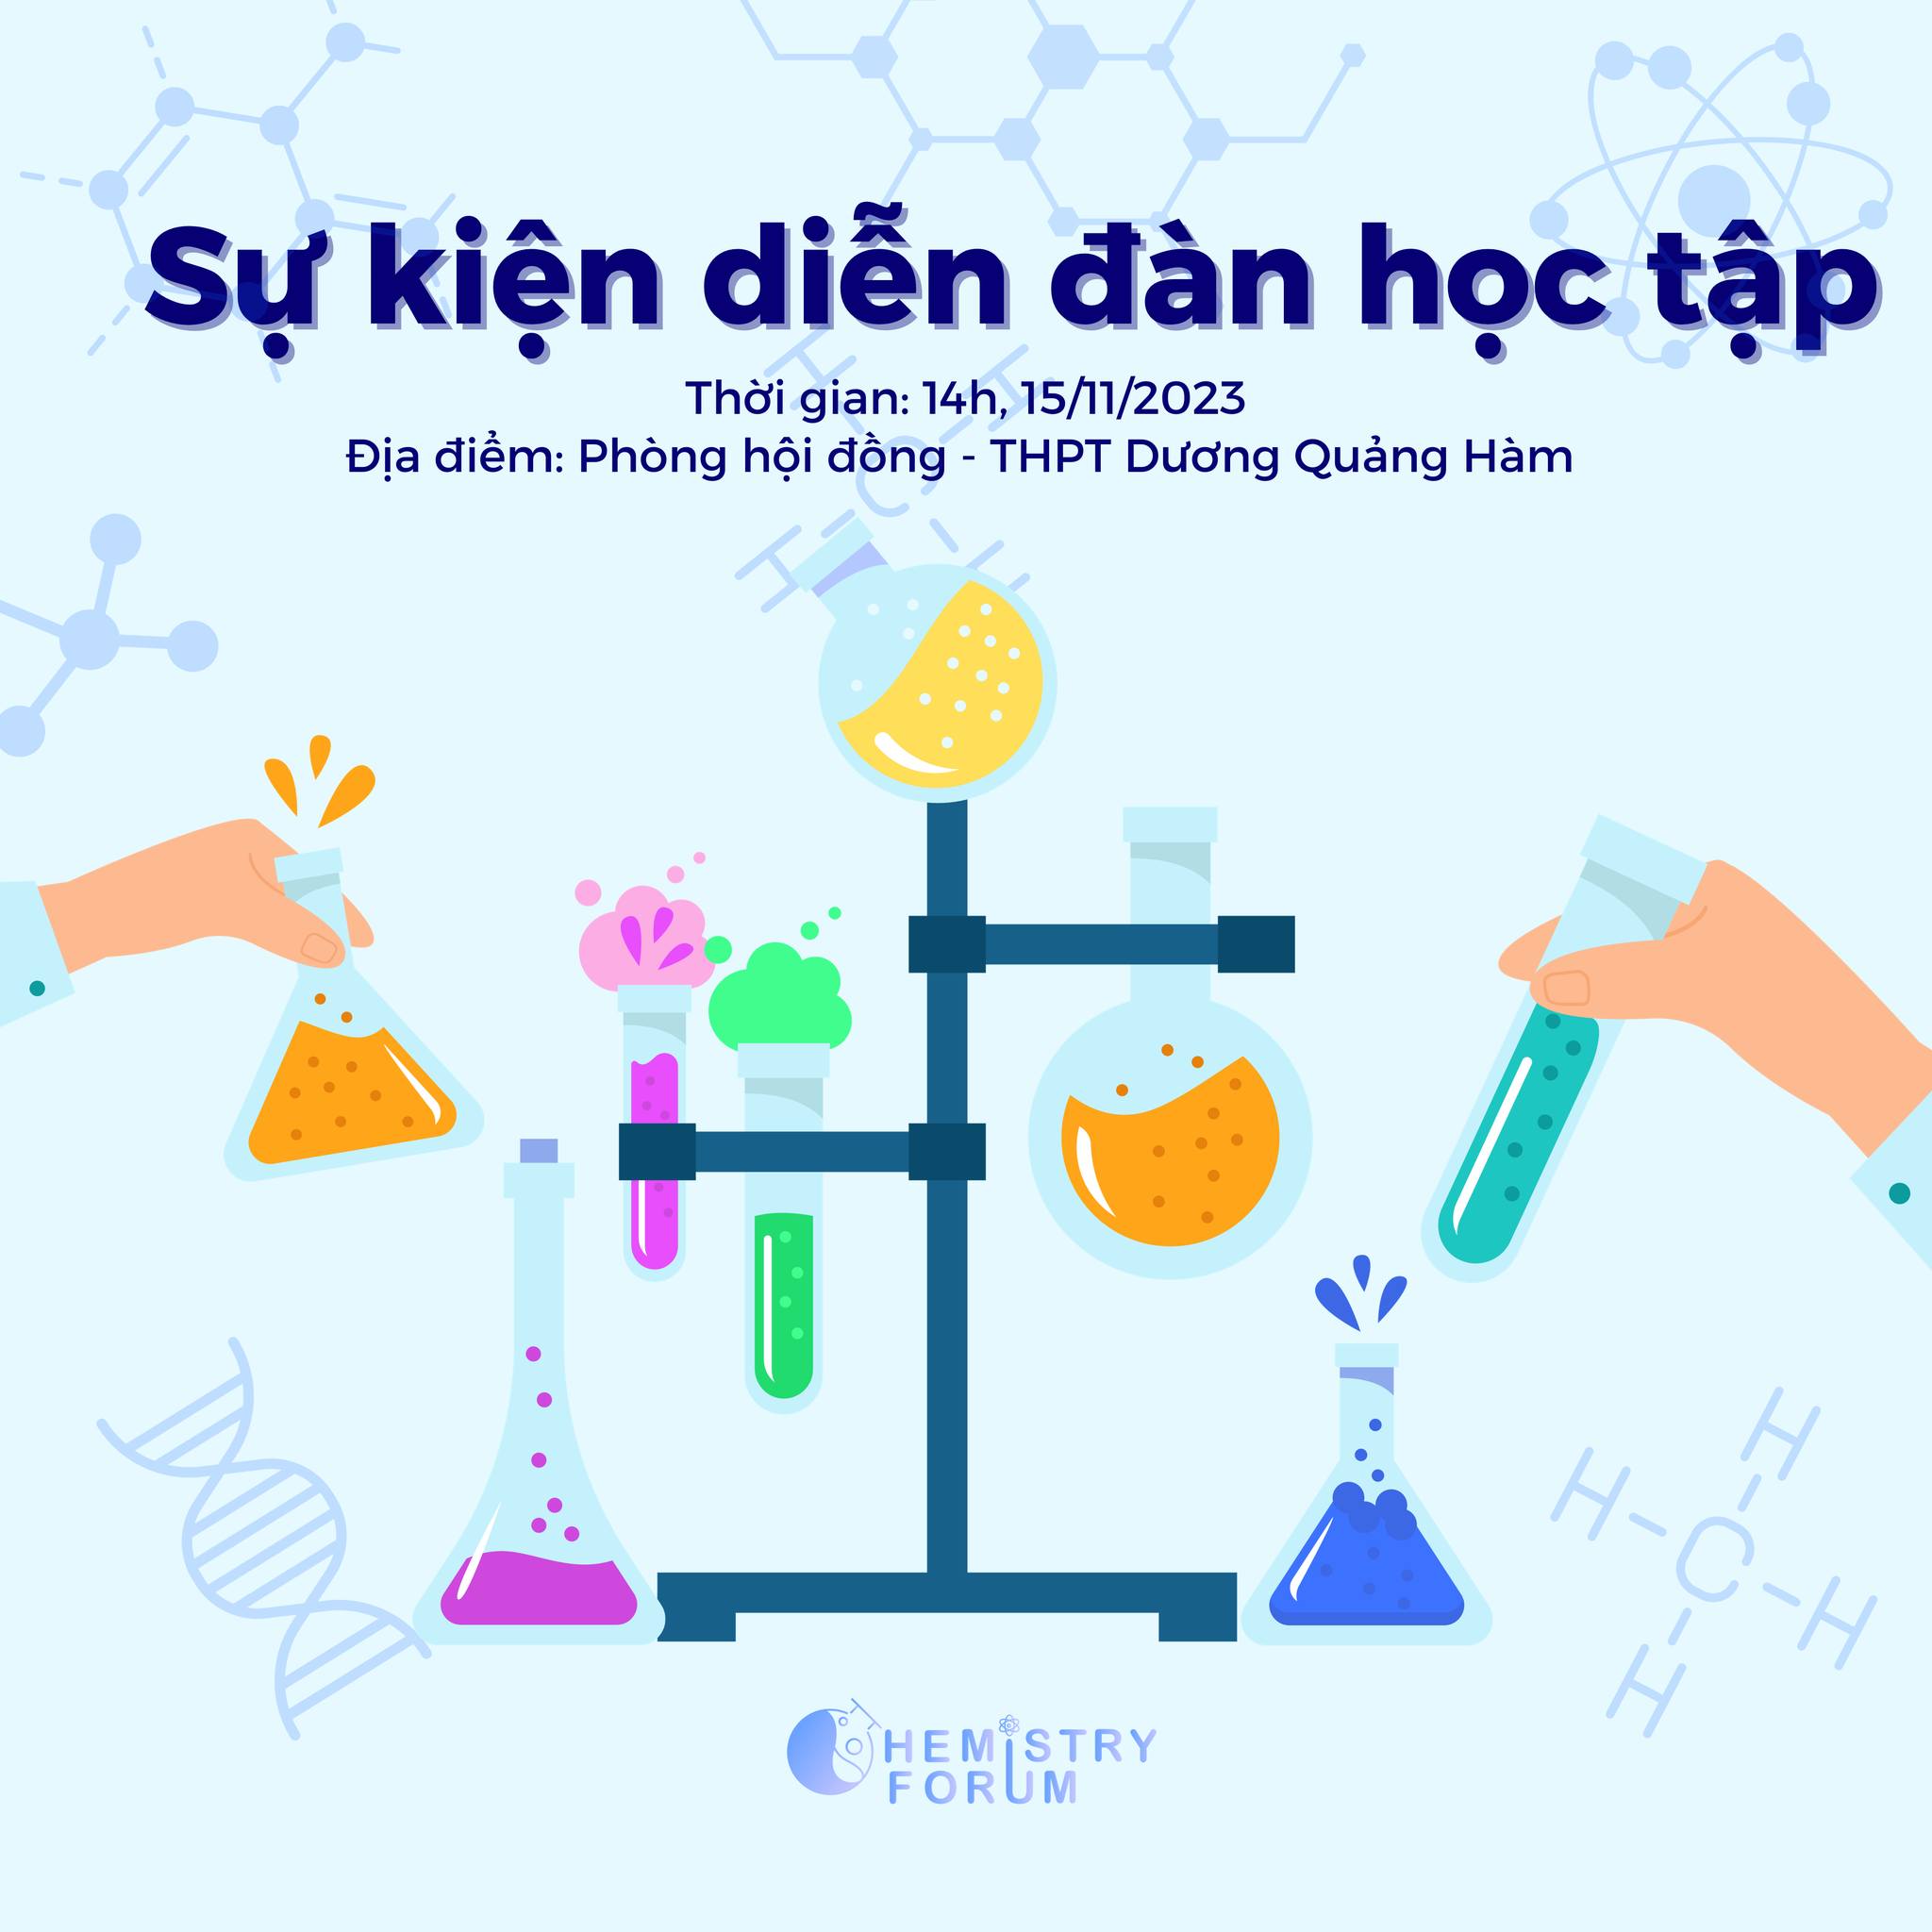 Sự kiện diễn đàn học tập
Thời gian: 14h, 15/11/2023
Địa điểm: Phòng hội đồng - THPT Dương Quảng Hàm
H
H
C
H
H
H
H
C
H
H
CHEMiSTRY
FORUM